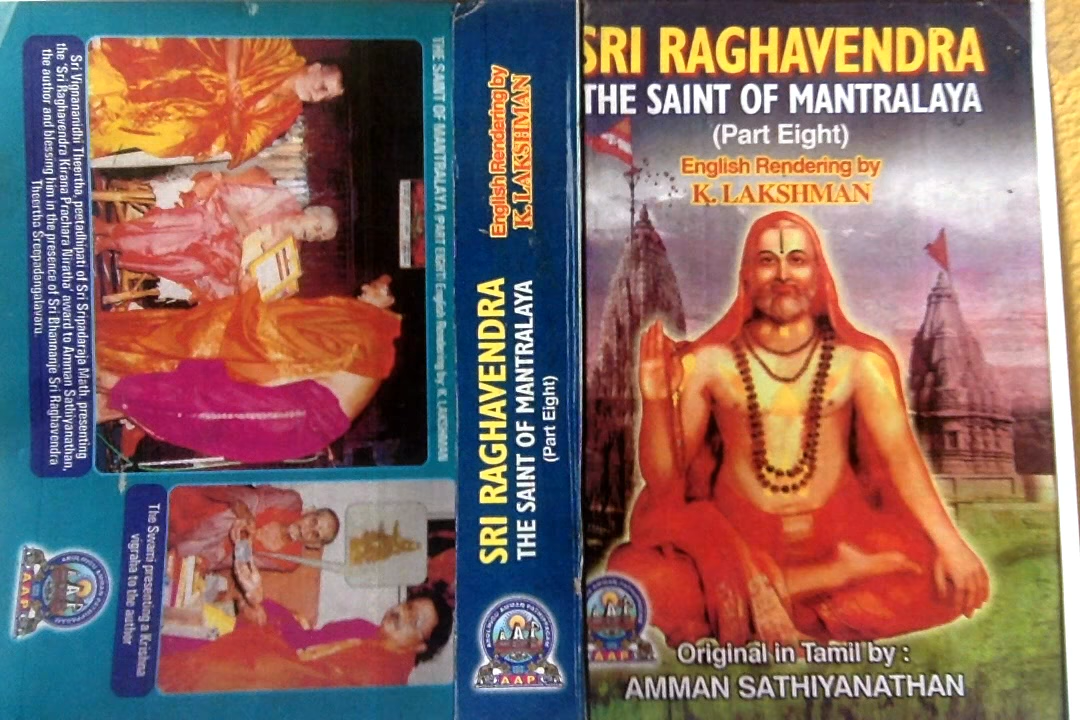 SRI RAGHAVENDRA
THE SAINT OF MANTRALAYA
(Part Eight)
English Rendering by
K. LAKSHMAN
Original in Tamil by :
AMMAN SATHIYANATHAN
English Rendering by
K. LAKSHMAN
SRI RAGHAVENDRA
THE SAINT OF MANTRALAYA
(Part Eight)
AAP
THE SAINT OF MANTRALAYA (PART EIGHT) English Rendering by K. LAKSHMAN
Sri Vignananidhi Theertha, peetadhipati of Sri Sripadaraja Math, presenting
the 'Sri Raghavendra Kirana Prachara Niratha' award to Amman Sathiyanathan,
the author and blessing him in the presence of Sri Bhannanje Sri Raghavendra
Theertha Sreepadangalavaru.
The Swami presenting a Krishna
vigraha to the author
AAP
AAP